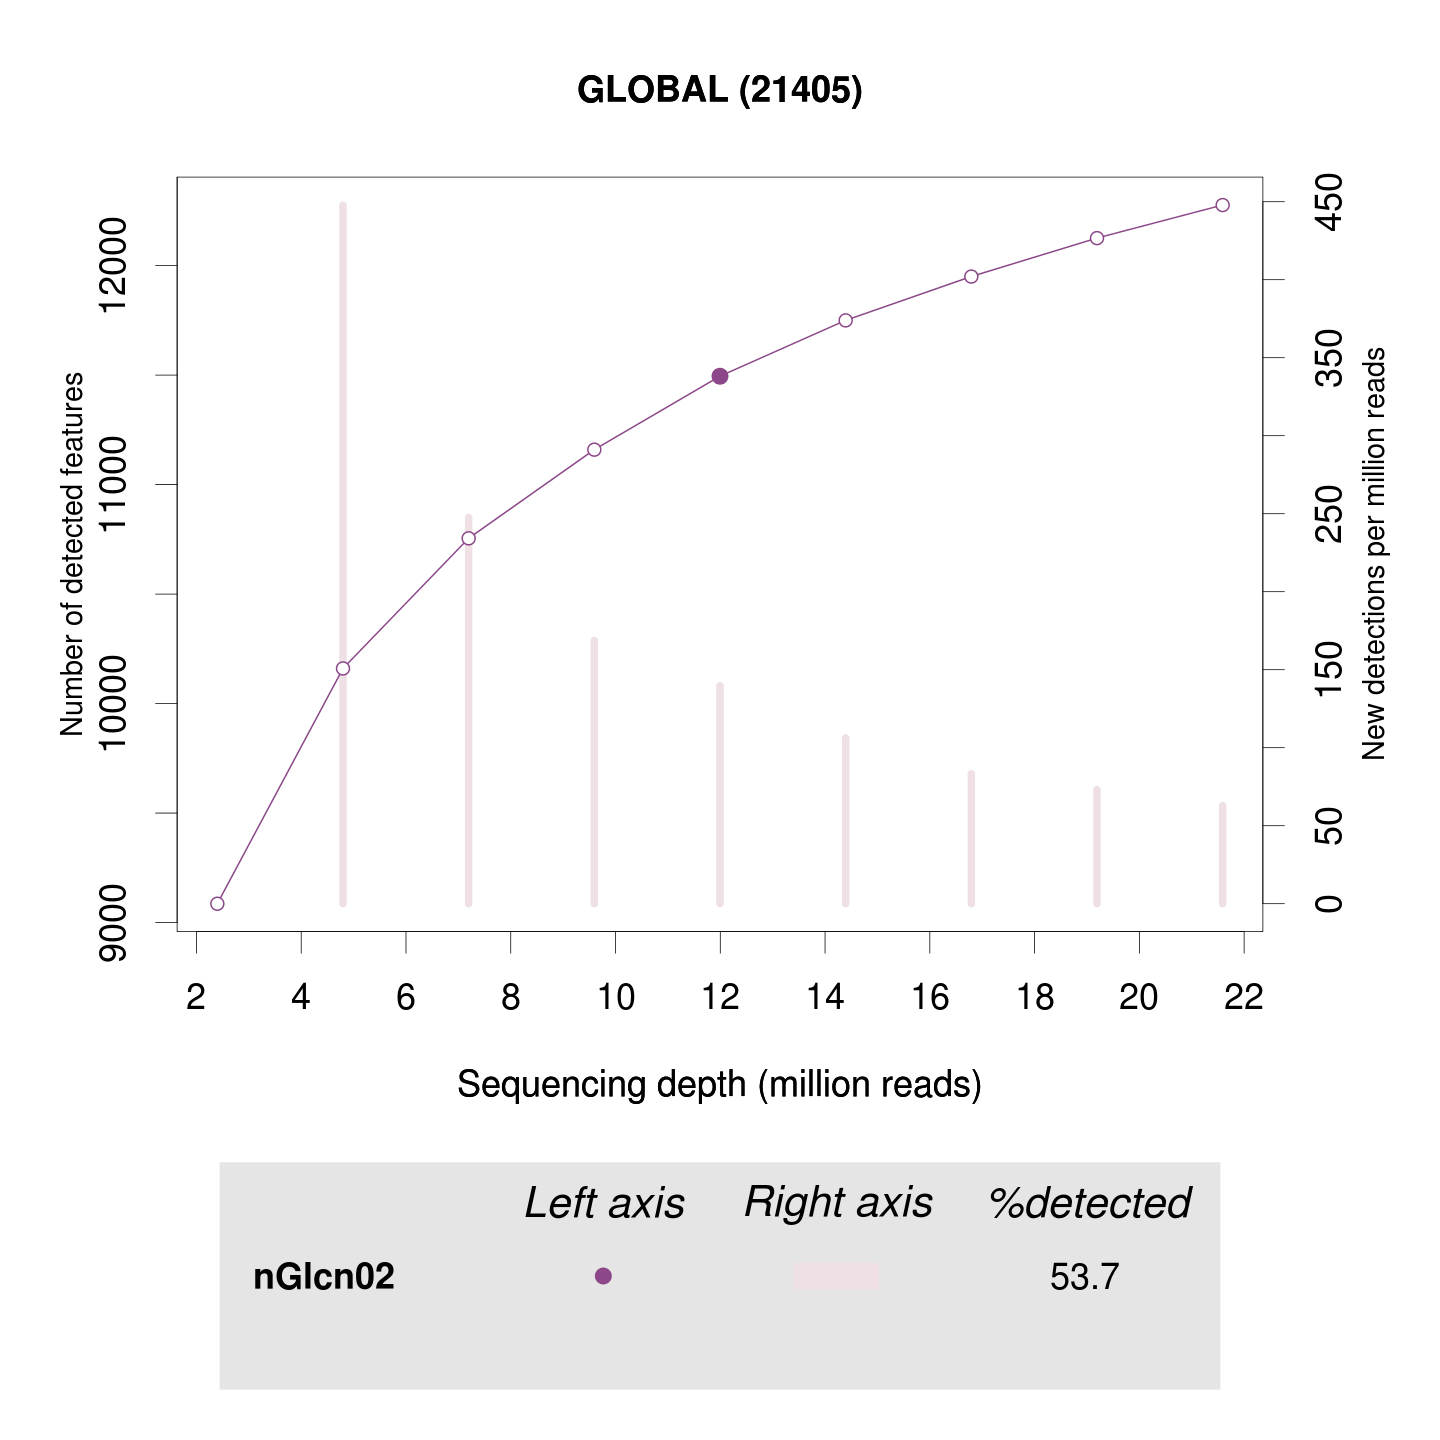 GLOBAL (21405)
Number of detected features
9000 10000 11000 12000
0 50 150 250 350 450
New detections per million reads
2 4 6 8 10 12 14 16 18 20 22
Sequencing depth (million reads)
Left axis Right axis %detected
nGlcn02 53.7